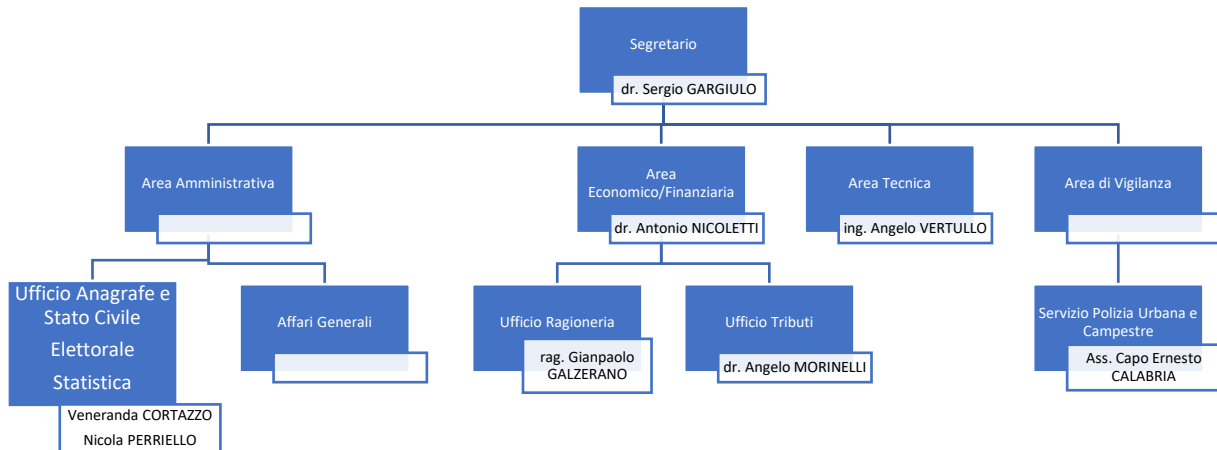 Segretario
dr. Sergio GARGIULO
Area Amministrativa
Area
Economico/Finanziaria
dr. Antonio NICOLETTI
Area Tecnica
ing. Angelo VERTULLO
Area di Vigilanza
Ufficio Anagrafe e
Stato Civile
Elettorale
Statistica
Veneranda CORTAZZO
Nicola PERRIELLO
Affari Generali
Ufficio Ragioneria
rag. Gianpaolo
GALZERANO
Ufficio Tributi
dr. Angelo MORINELLI
Servizio Polizia Urbana e
Campestre
Ass. Capo Ernesto
CALABRIA